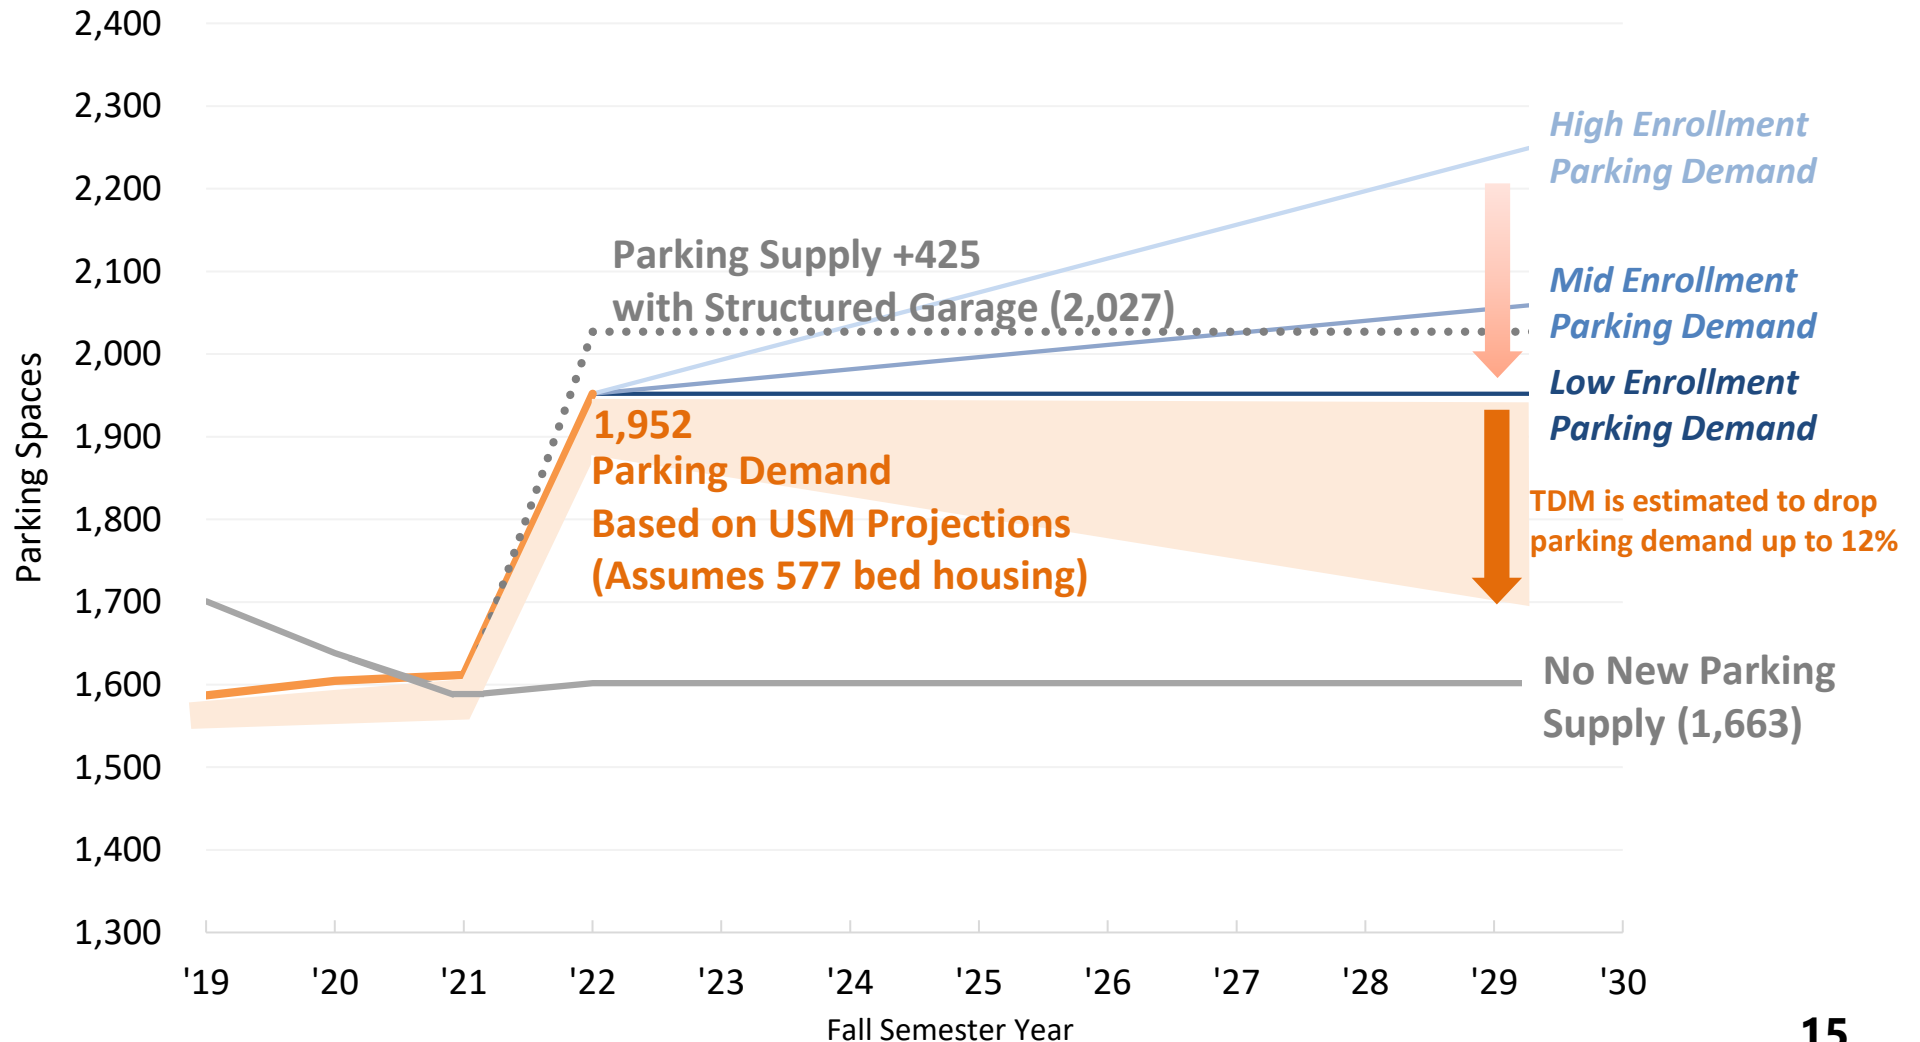 2,400
2,300
2,200
2,100
2,000
1,900
1,800
1,700
1,600
1,500
1,400
1,300
Parking Spaces
'19
'20
'21
'22
'23
'24
'25
'26
'27
'28
'29
'30
Fall Semester Year
Parking Supply +425
with Structured Garage (2,027)
1,952
Parking Demand
Based on USM Projections
(Assumes 577 bed housing)
High Enrollment
Parking Demand
Mid Enrollment
Parking Demand
Low Enrollment
Parking Demand
TDM is estimated to drop
parking demand up to 12%
No New Parking
Supply (1,663)
15